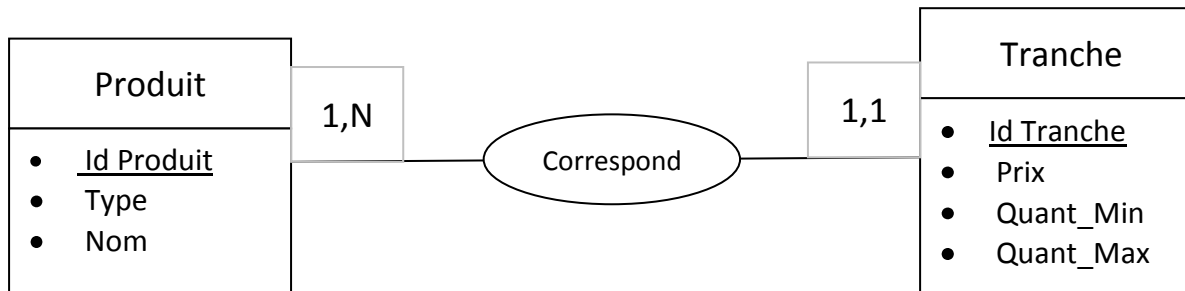 Produit
1,N
• Id Produit
• Type
• Nom
Correspond
Tranche
1,1
• Id Tranche
• Prix
• Quant_Min
• Quant_Max